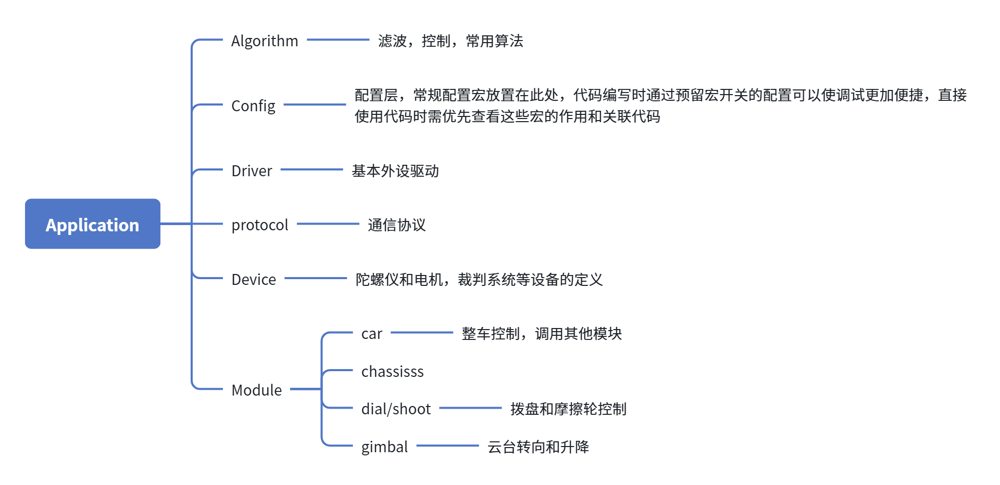 Application
Algorithm
滤波，控制，常用算法
Config
配置层，常规配置宏放置在此处，代码编写时通过预留宏开关的配置可以使调试更加便捷，直接
使用代码时需优先查看这些宏的作用和关联代码
Driver
基本外设驱动
protocol
通信协议
Device
陀螺仪和电机，裁判系统等设备的定义
Module
car
整车控制，调用其他模块
chassisss
dial/shoot
拨盘和摩擦轮控制
gimbal
云台转向和升降